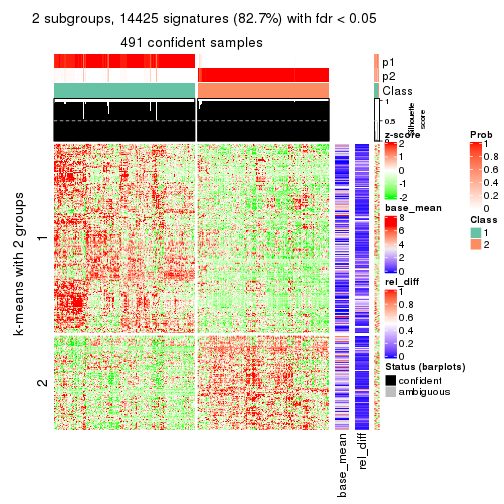 2 subgroups, 14425 signatures (82.7%) with fdr < 0.05
491 confident samples
p1
p2
Class
1
0.5
0
Silhouette
score
k-means with 2 groups
1
2
base_mean
rel_diff
z-score
2
1
0
-1
-2
base_mean
8
6
4
2
0
rel_diff
1
0.8
0.6
0.4
0.2
0
Status (barplots)
confident
ambiguous
Prob
1
0.8
0.6
0.4
0.2
0
Class
1
2